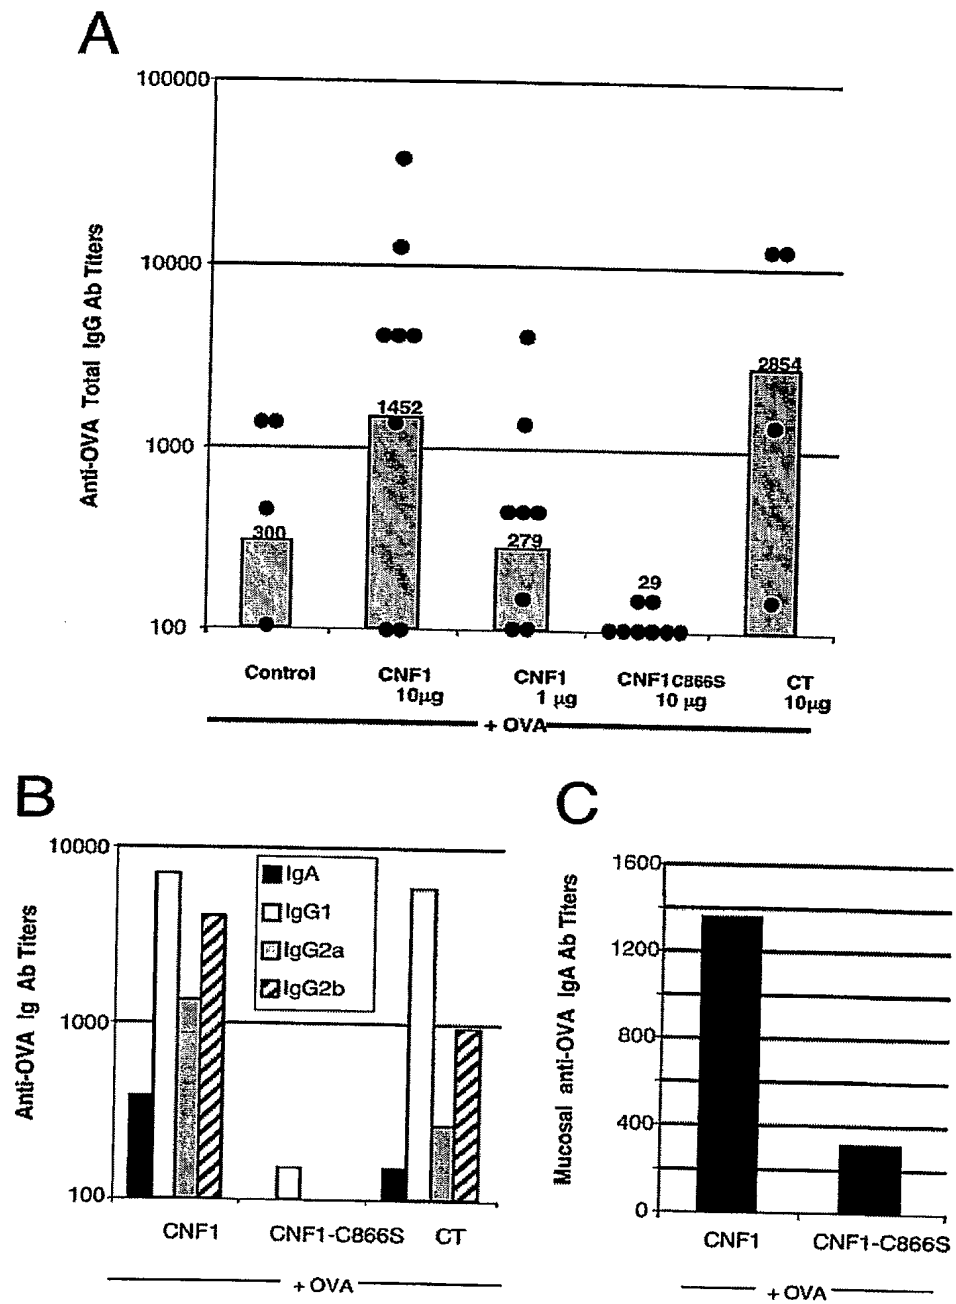 A
100000
10000
1000
100
Anti-OVA Total IgG Ab Titers
300
1452
279
29
2854
Control
CNF1
10µg
CNF1
1 µg
CNF1C866S
10 µg
CT
10µg
+ OVA
B
10000
1000
100
Anti-OVA Ig Ab Titers
IgA
IgG1
IgG2a
IgG2b
CNF1
CNF1-C866S
CT
+ OVA
C
1600
1200
800
400
0
Mucosal anti-OVA IgA Ab Titers
CNF1
CNF1-C866S
+ OVA